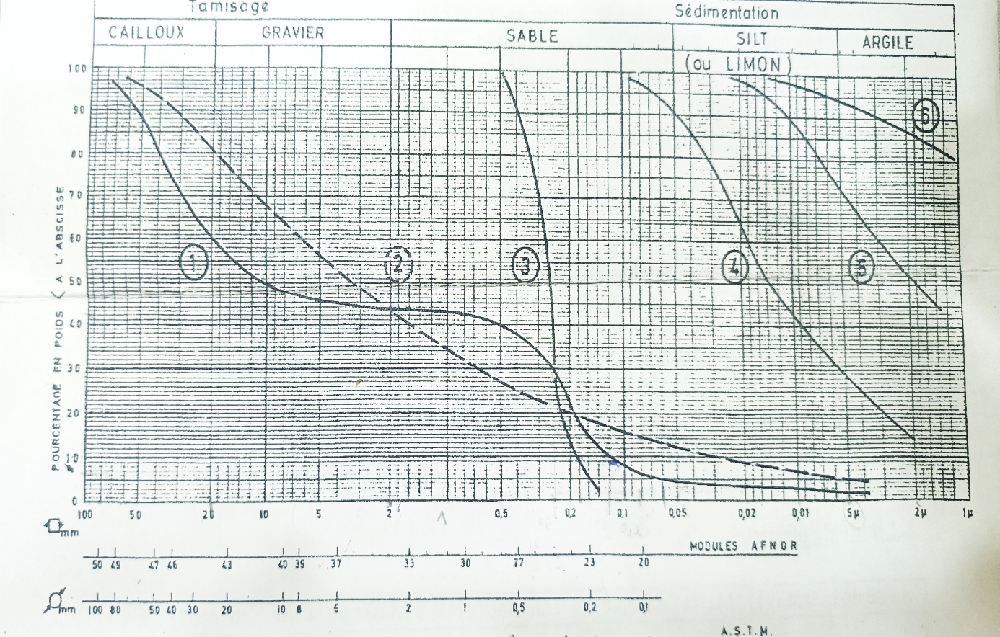 Tamisage Sédimentation
CAILLOUX GRAVIER SABLE SILT ARGILE
(ou LIMON)
100
90
80
70
60
50
40
30
20
10
0
POURCENTAGE EN POIDS < A L'ABSCISSE
1 2 3 4 5 6
100 50 20 10 5 2 1 0,5 0,2 0,1 0,05 0,02 0,01 5µ 2µ 1µ
mm
MODULES AFNOR
50 49 47 46 43 40 39 37 33 30 27 23 20
mm 100 80 50 40 30 20 10 8 5 2 1 0,5 0,2 0,1
A.S.T.M.